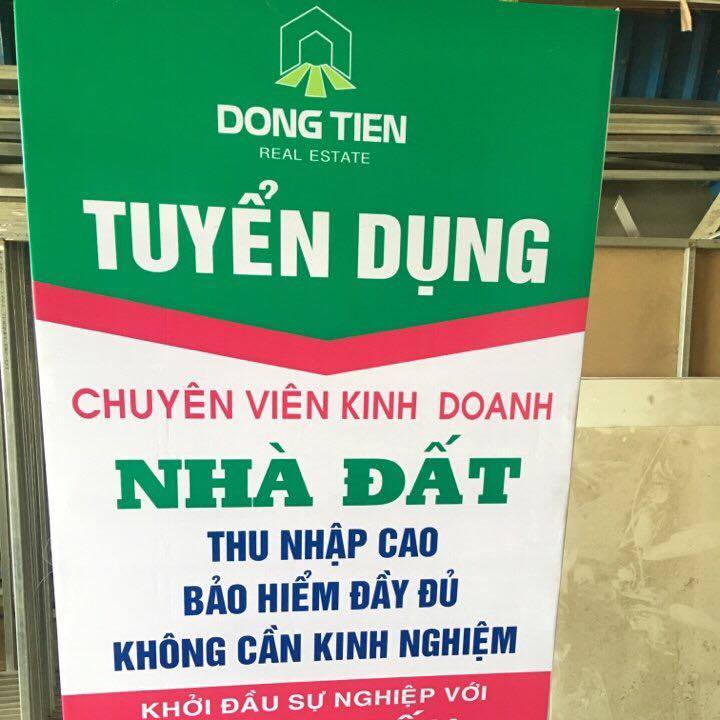 DONG TIEN
REAL ESTATE
TUYỂN DỤNG
CHUYÊN VIÊN KINH DOANH
NHÀ ĐẤT
THU NHẬP CAO
BẢO HIỂM ĐẦY ĐỦ
KHÔNG CẦN KINH NGHIỆM
KHỞI ĐẦU SỰ NGHIỆP VỚI